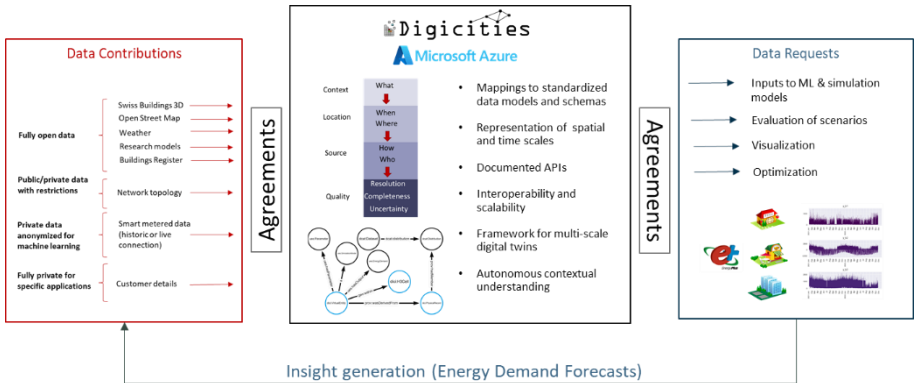 Digicities
Microsoft Azure
Data Contributions
Fully open data
Swiss Buildings 3D
Open Street Map
Weather
Research models
Buildings Register
Public/private data
with restrictions
Network topology
Private data
anonymized for
machine learning
Smart metered data
(historic or live
connection)
Fully private for
specific applications
Customer details
Agreements
Context
What
Location
When
Where
Source
How
Who
Quality
Resolution
Completeness
Uncertainty
• Mappings to standardized
data models and schemas
• Representation of spatial
and time scales
• Documented APIs
• Interoperability and
scalability
• Framework for multi-scale
digital twins
• Autonomous contextual
understanding
Agreements
Data Requests
Inputs to ML & simulation
models
Evaluation of scenarios
Visualization
Optimization
Insight generation (Energy Demand Forecasts)